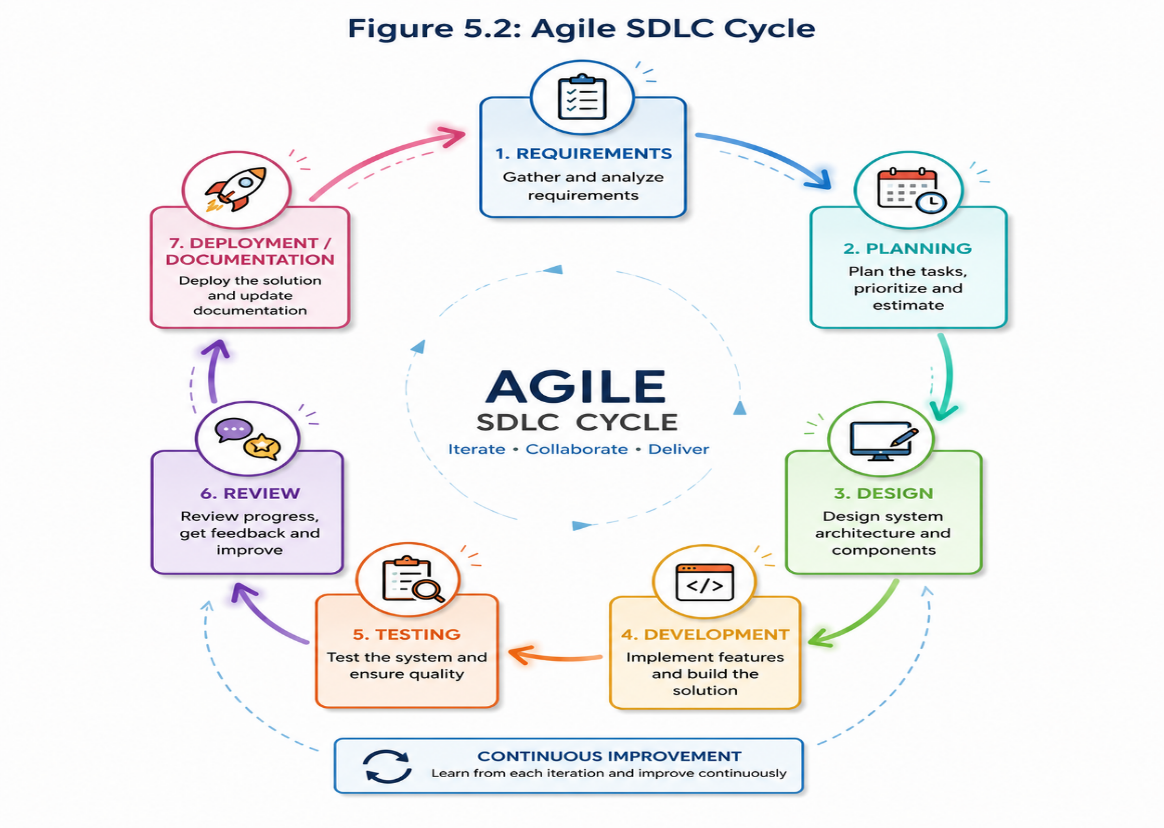 Figure 5.2: Agile SDLC Cycle
1. REQUIREMENTS
Gather and analyze
requirements
2. PLANNING
Plan the tasks,
prioritize and
estimate
3. DESIGN
Design system
architecture and
components
4. DEVELOPMENT
Implement features
and build the
solution
</>
5. TESTING
Test the system and
ensure quality
6. REVIEW
Review progress,
get feedback and
improve
7. DEPLOYMENT /
DOCUMENTATION
Deploy the solution
and update
documentation
AGILE
SDLC CYCLE
Iterate • Collaborate • Deliver
CONTINUOUS IMPROVEMENT
Learn from each iteration and improve continuously